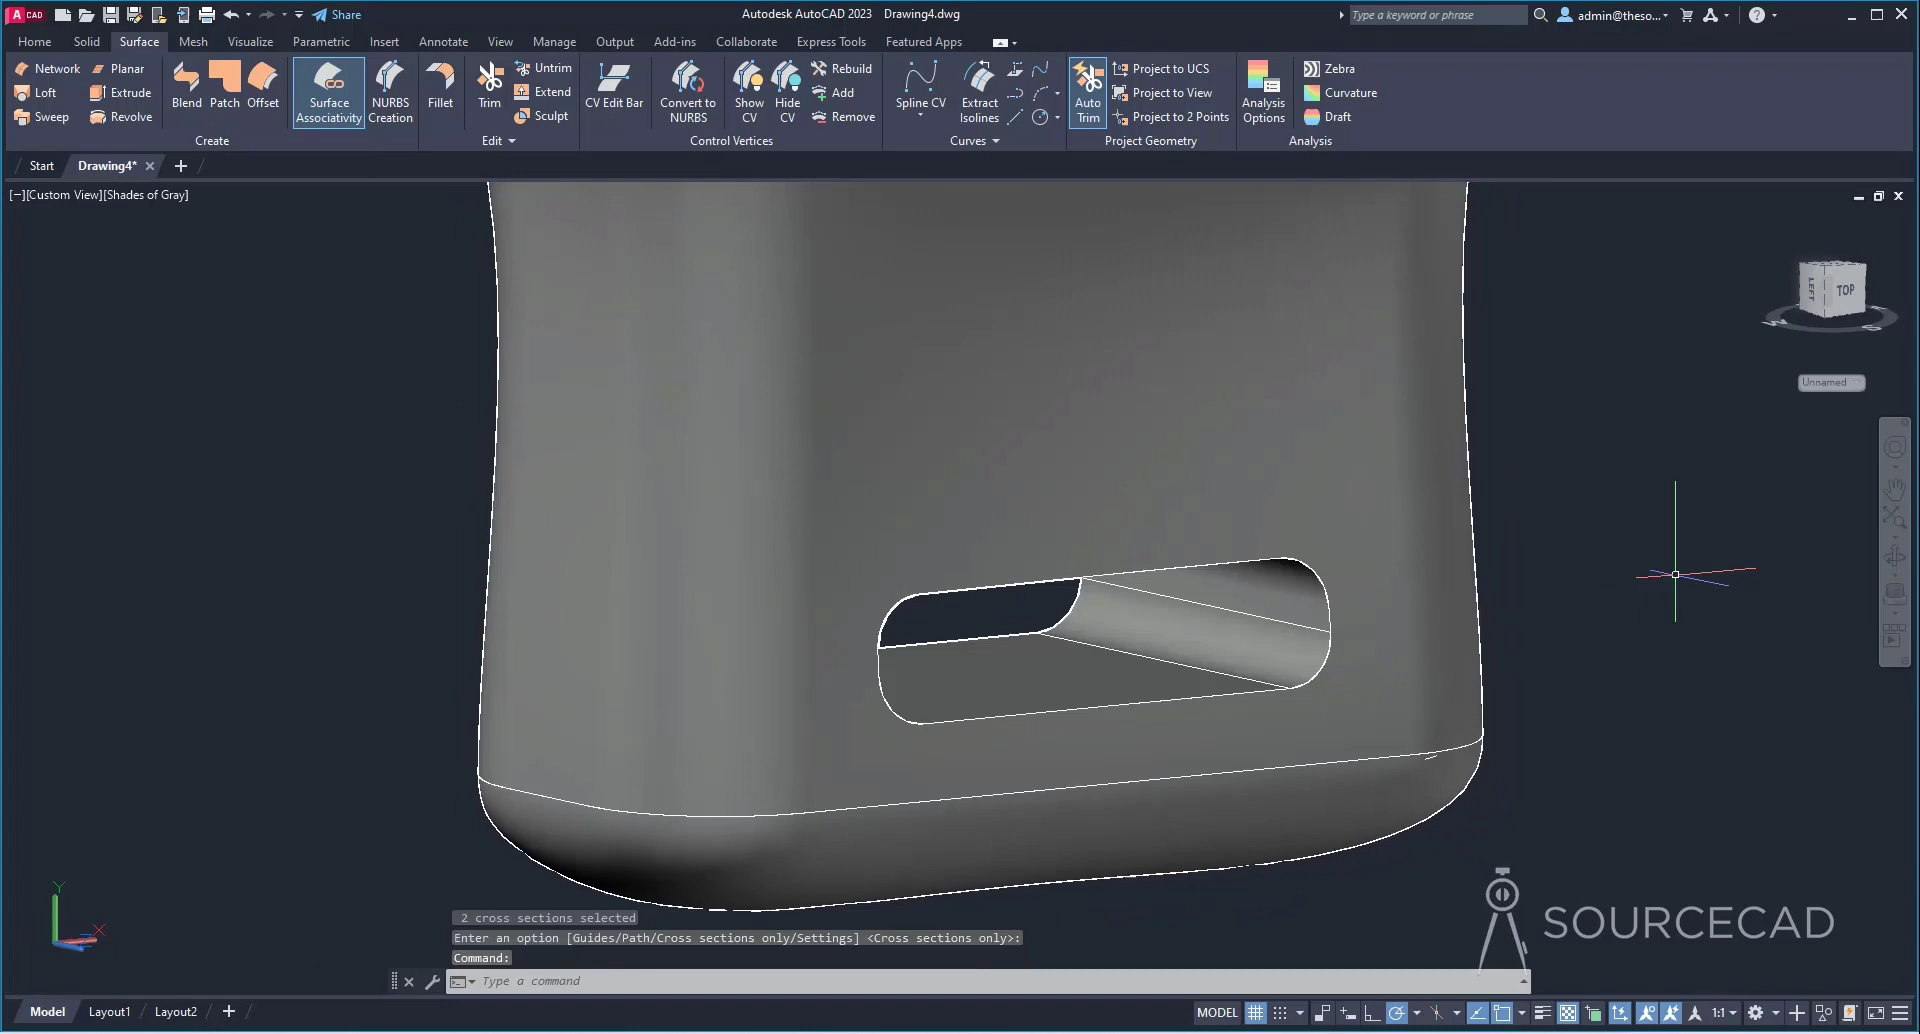 A CAD
Share
Autodesk AutoCAD 2023 Drawing4.dwg
Type a keyword or phrase
admin@theso...
Home Solid Surface Mesh Visualize Parametric Insert Annotate View Manage Output Add-ins Collaborate Express Tools Featured Apps
Network Planar
Loft Extrude
Sweep Revolve
Blend Patch Offset
Create
Surface Associativity
NURBS Creation
Fillet
Trim
Untrim
Extend
Sculpt
Edit
CV Edit Bar
Convert to NURBS
Show CV
Hide CV
Rebuild
Add
Remove
Control Vertices
Spline CV
Extract Isolines
Curves
Auto Trim
Project to UCS
Project to View
Project to 2 Points
Project Geometry
Analysis Options
Zebra
Curvature
Draft
Analysis
Start Drawing4*
[−][Custom View][Shades of Gray]
LEFT TOP
W S
Unnamed
Y
X
2 cross sections selected
Enter an option [Guides/Path/Cross sections only/Settings] <Cross sections only>:
Command:
Type a command
SOURCECAD
Model Layout1 Layout2
MODEL
1:1